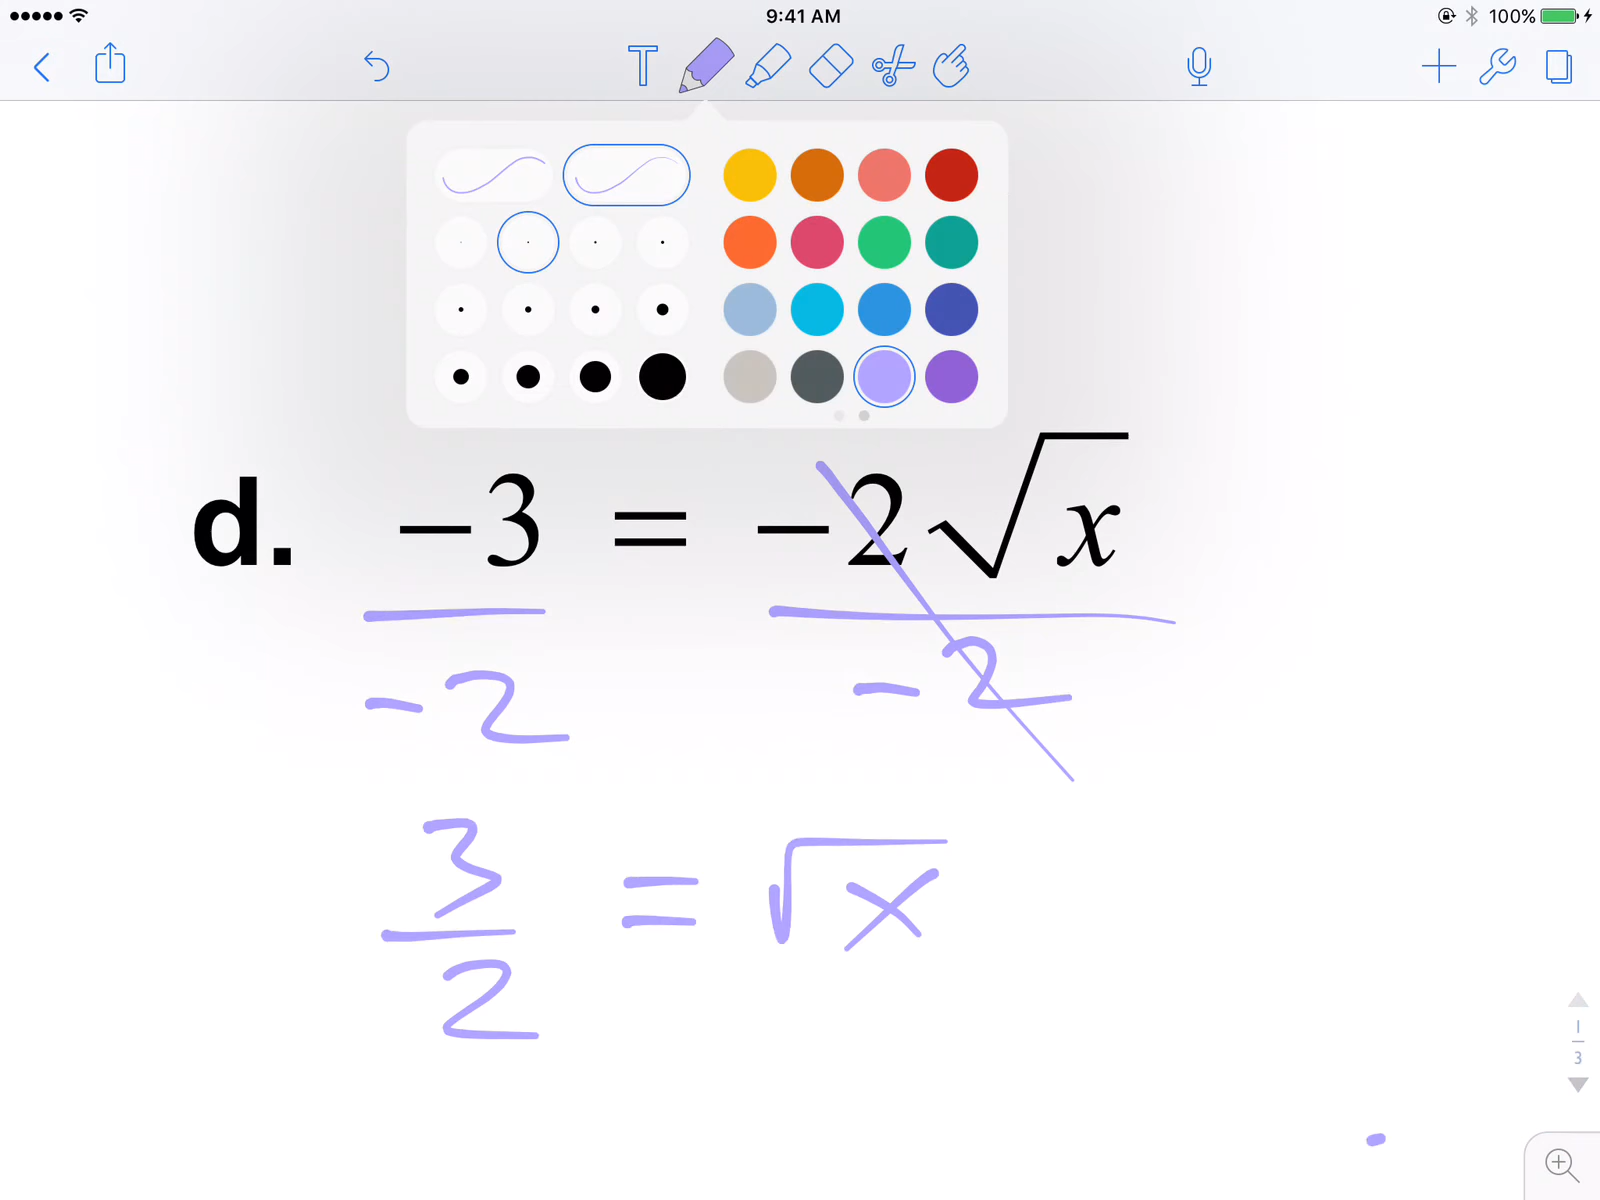 9:41 AM
100%
T
d. −3 = −2√x
-2 -2
3/2 = √x
1
3